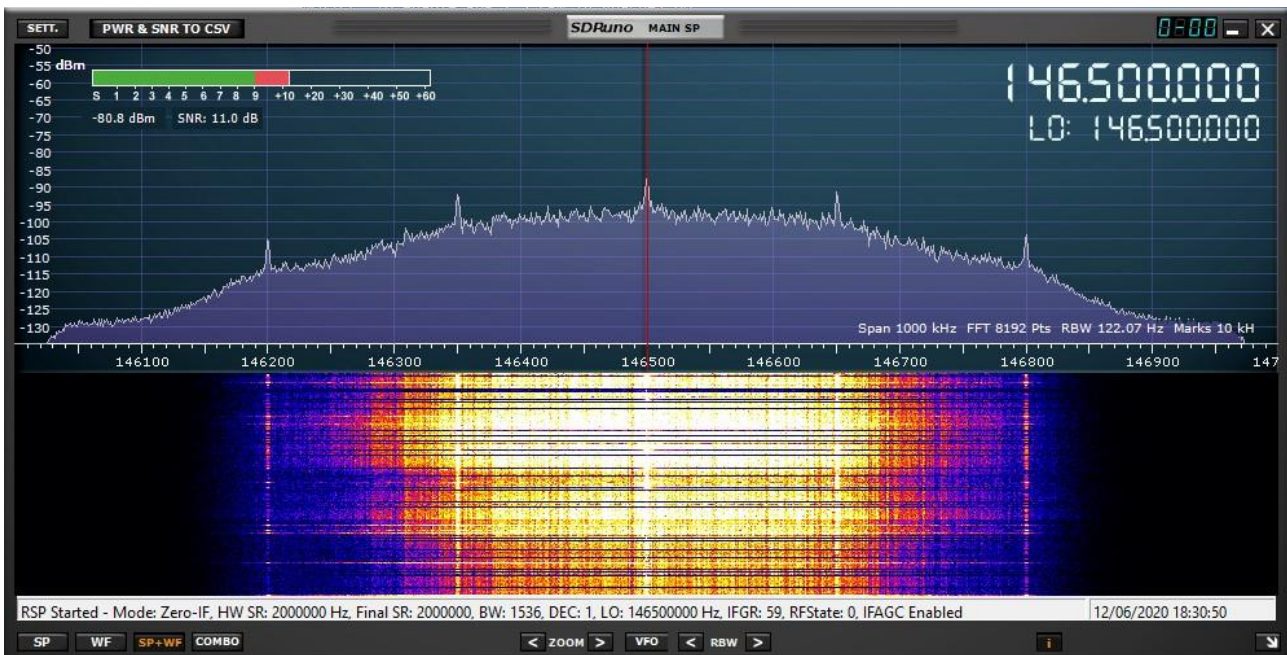 SETT. PWR & SNR TO CSV SDRuno MAIN SP 0-00
-50
-55 dBm
-60
S 1 2 3 4 5 6 7 8 9 +10 +20 +30 +40 +50 +60
-65
-70 -80.8 dBm SNR: 11.0 dB
146.500.000
LO: 146.500.000
-75
-80
-85
-90
-95
-100
-105
-110
-115
-120
-125
-130
Span 1000 kHz FFT 8192 Pts RBW 122.07 Hz Marks 10 kH
146100 146200 146300 146400 146500 146600 146700 146800 146900 147
RSP Started - Mode: Zero-IF, HW SR: 2000000 Hz, Final SR: 2000000, BW: 1536, DEC: 1, LO: 146500000 Hz, IFGR: 59, RFState: 0, IFAGC Enabled 12/06/2020 18:30:50
SP WF SP+WF COMBO < ZOOM > VFO < RBW > i